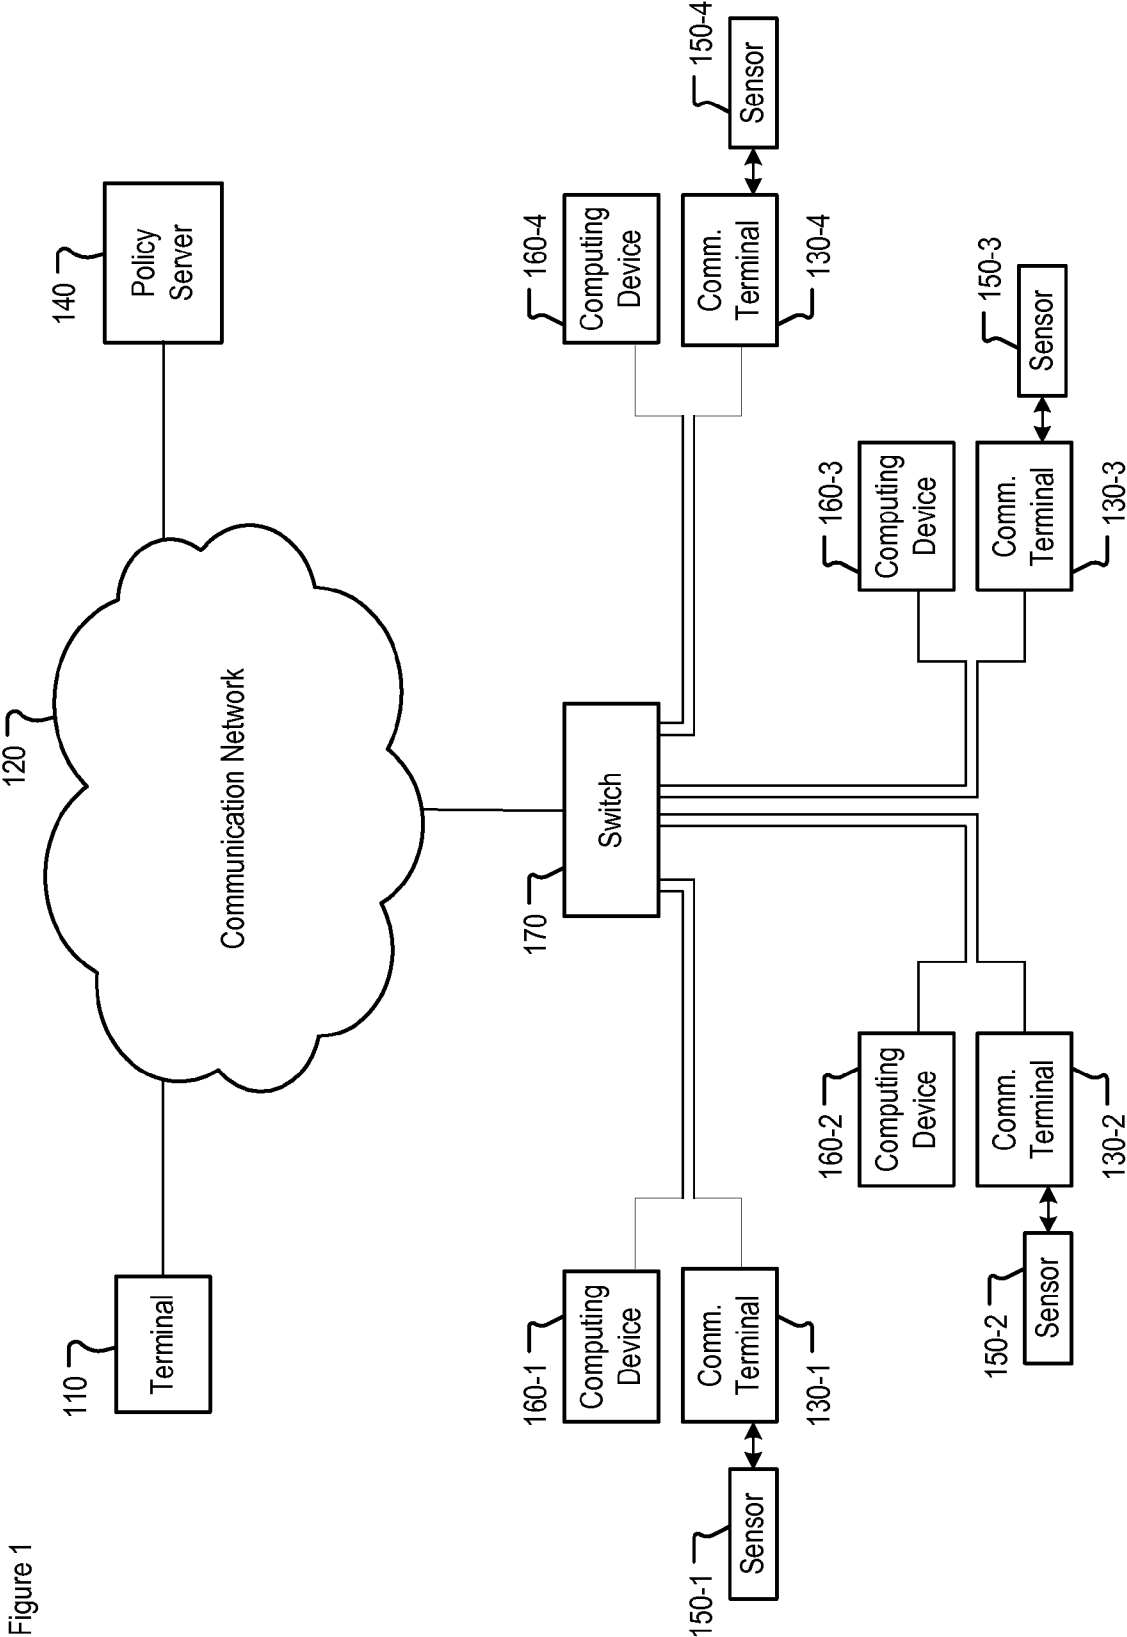 Figure 1
110
Terminal
120
Communication Network
140
Policy
Server
170
Switch
160-1
Computing
Device
130-1
Comm.
Terminal
150-1
Sensor
160-2
Computing
Device
130-2
Comm.
Terminal
150-2
Sensor
160-3
Computing
Device
130-3
Comm.
Terminal
150-3
Sensor
160-4
Computing
Device
130-4
Comm.
Terminal
150-4
Sensor